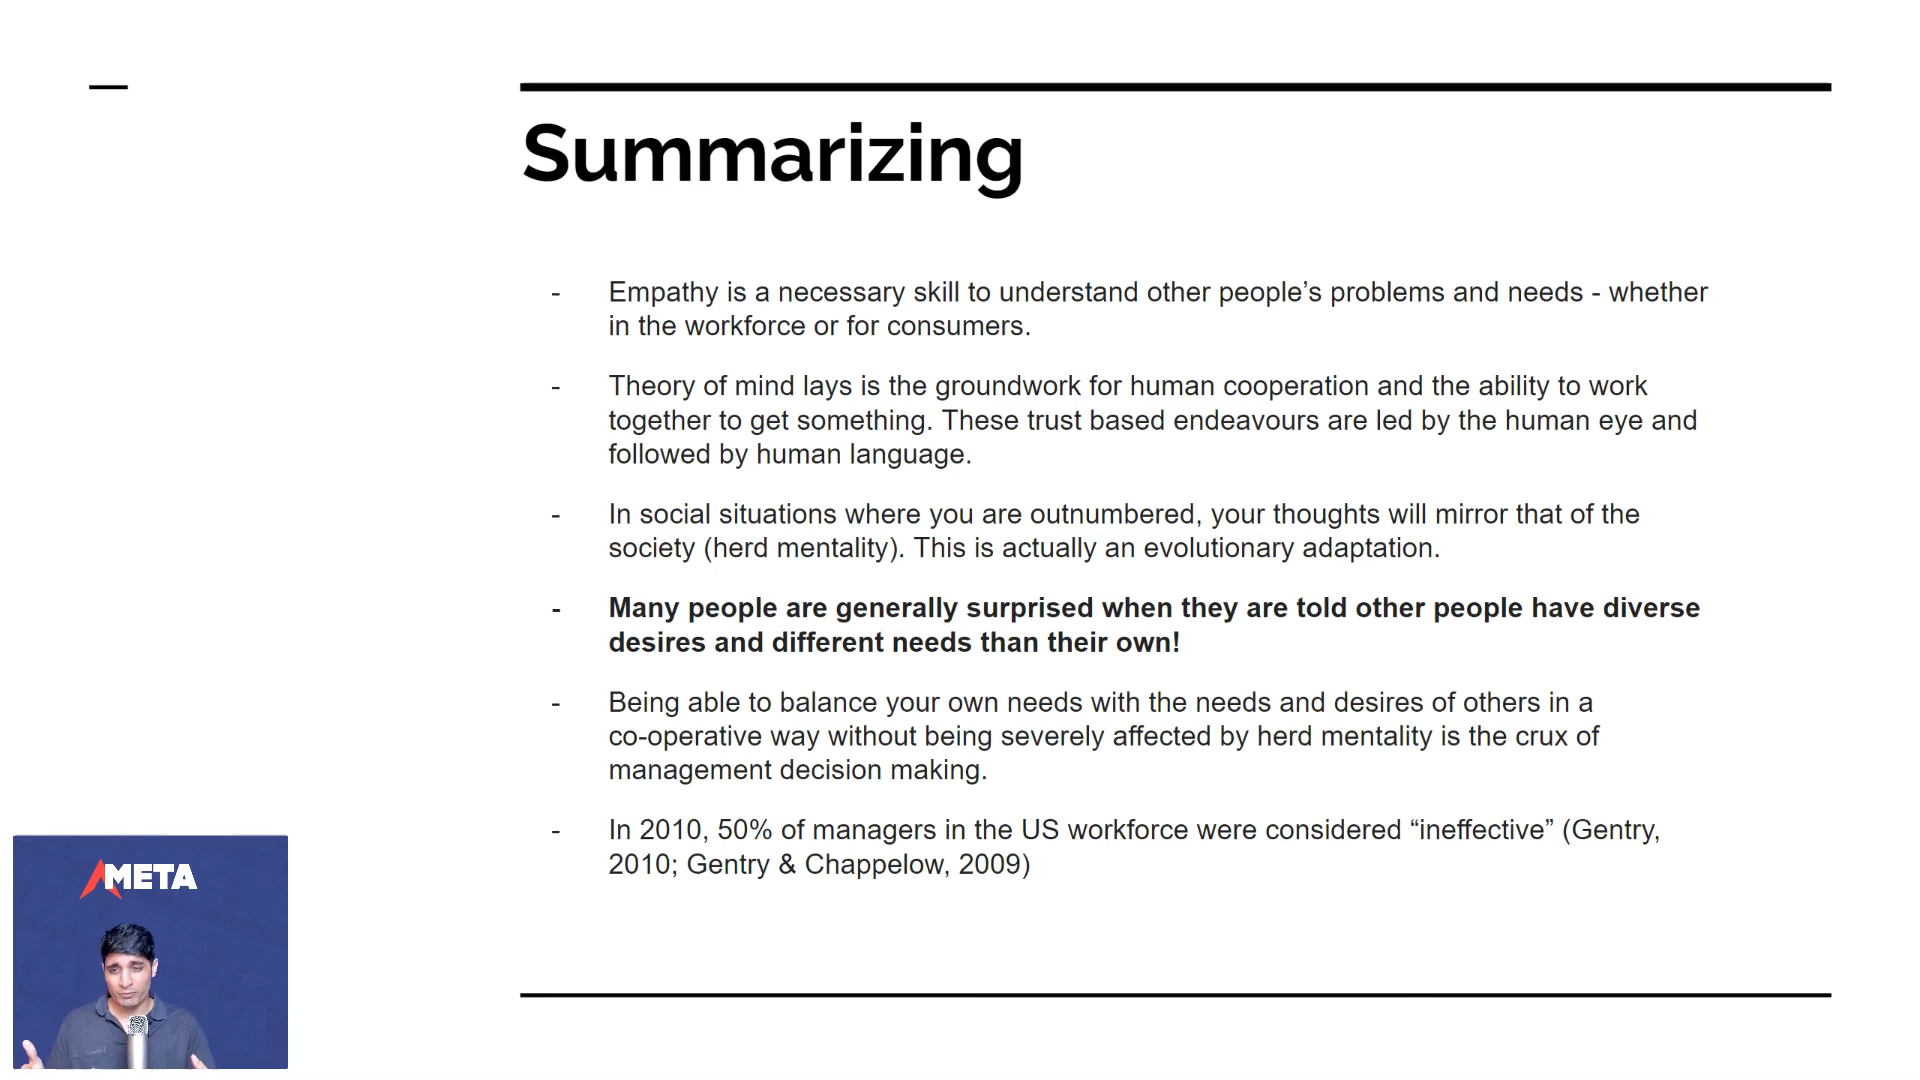 Summarizing
- Empathy is a necessary skill to understand other people’s problems and needs - whether
in the workforce or for consumers.
- Theory of mind lays is the groundwork for human cooperation and the ability to work
together to get something. These trust based endeavours are led by the human eye and
followed by human language.
- In social situations where you are outnumbered, your thoughts will mirror that of the
society (herd mentality). This is actually an evolutionary adaptation.
- Many people are generally surprised when they are told other people have diverse
desires and different needs than their own!
- Being able to balance your own needs with the needs and desires of others in a
co-operative way without being severely affected by herd mentality is the crux of
management decision making.
- In 2010, 50% of managers in the US workforce were considered “ineffective” (Gentry,
2010; Gentry & Chappelow, 2009)
META